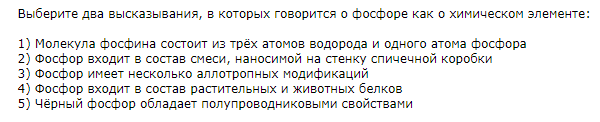 Выберите два высказывания, в которых говорится о фосфоре как о химическом элементе:
1) Молекула фосфина состоит из трёх атомов водорода и одного атома фосфора
2) Фосфор входит в состав смеси, наносимой на стенку спичечной коробки
3) Фосфор имеет несколько аллотропных модификаций
4) Фосфор входит в состав растительных и животных белков
5) Чёрный фосфор обладает полупроводниковыми свойствами